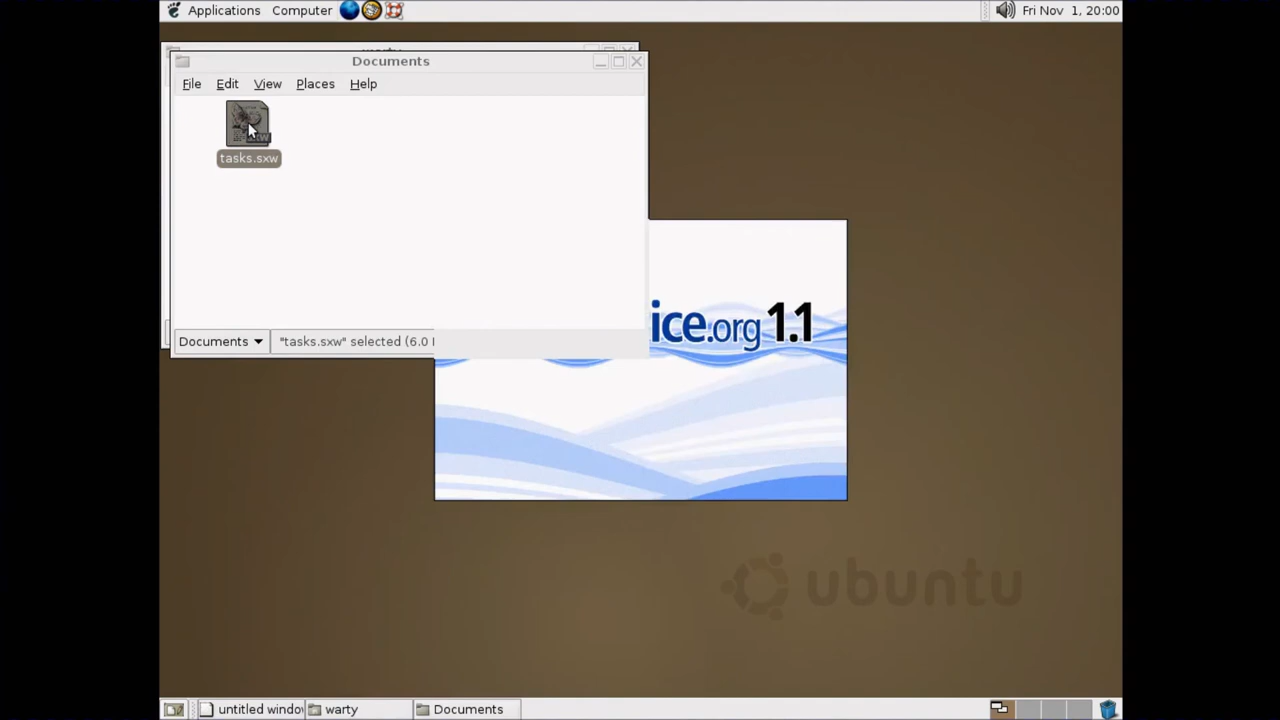 Applications Computer Fri Nov 1, 20:00
Documents
File Edit View Places Help
tasks.sxw
ice.org 1.1
Documents "tasks.sxw" selected (6.0
ubuntu
untitled windo warty Documents